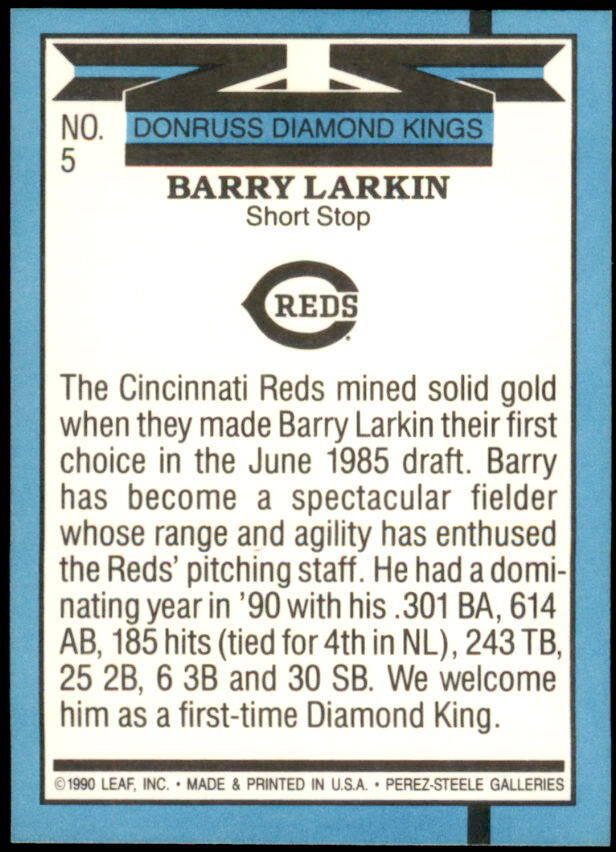 NO.
5
DONRUSS DIAMOND KINGS
BARRY LARKIN
Short Stop
REDS
The Cincinnati Reds mined solid gold
when they made Barry Larkin their first
choice in the June 1985 draft. Barry
has become a spectacular fielder
whose range and agility has enthused
the Reds' pitching staff. He had a domi-
nating year in '90 with his .301 BA, 614
AB, 185 hits (tied for 4th in NL), 243 TB,
25 2B, 6 3B and 30 SB. We welcome
him as a first-time Diamond King.
©1990 LEAF, INC. • MADE & PRINTED IN U.S.A. • PEREZ-STEELE GALLERIES